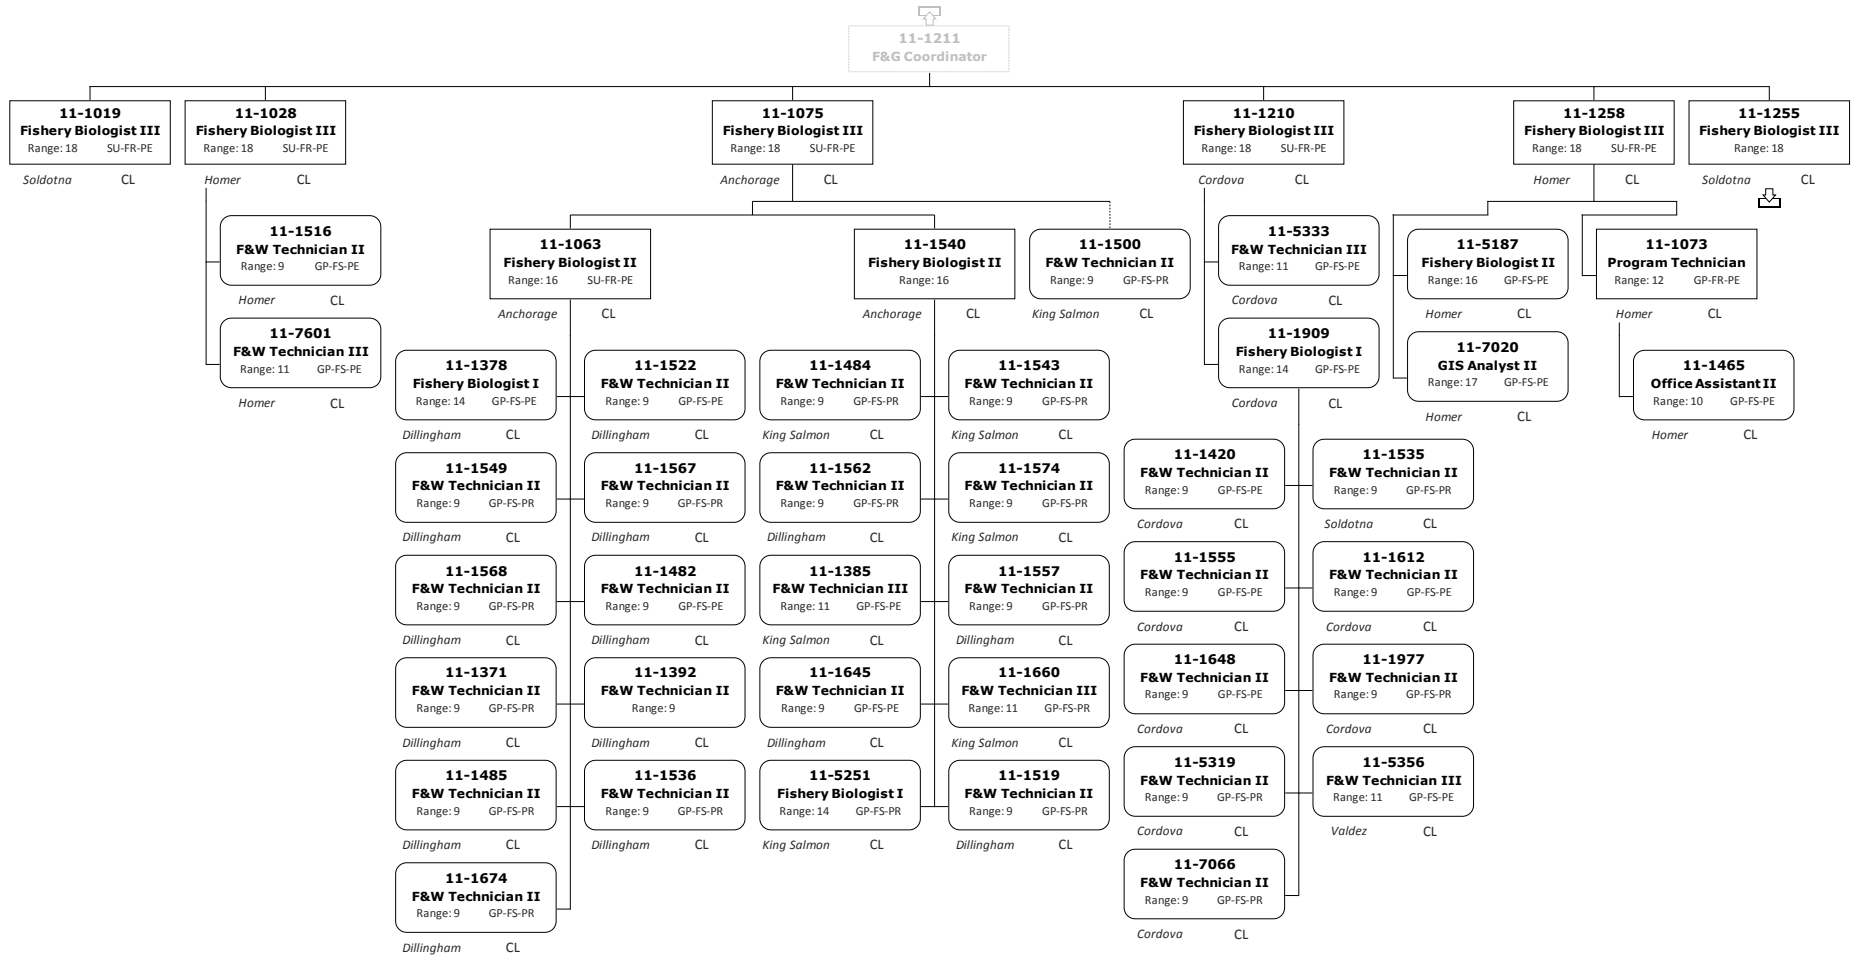 11-1211
F&G Coordinator
11-1019
Fishery Biologist III
Range: 18 SU-FR-PE
Soldotna CL
11-1028
Fishery Biologist III
Range: 18 SU-FR-PE
Homer CL
11-1075
Fishery Biologist III
Range: 18 SU-FR-PE
Anchorage CL
11-1210
Fishery Biologist III
Range: 18 SU-FR-PE
Cordova CL
11-1258
Fishery Biologist III
Range: 18 SU-FR-PE
Homer CL
11-1255
Fishery Biologist III
Range: 18
Soldotna CL
11-1516
F&W Technician II
Range: 9 GP-FS-PE
Homer CL
11-7601
F&W Technician III
Range: 11 GP-FS-PE
Homer CL
11-1063
Fishery Biologist II
Range: 16 SU-FR-PE
Anchorage CL
11-1540
Fishery Biologist II
Range: 16
Anchorage CL
11-1500
F&W Technician II
Range: 9 GP-FS-PR
King Salmon CL
11-1378
Fishery Biologist I
Range: 14 GP-FS-PE
Dillingham CL
11-1522
F&W Technician II
Range: 9 GP-FS-PE
Dillingham CL
11-1549
F&W Technician II
Range: 9 GP-FS-PR
Dillingham CL
11-1567
F&W Technician II
Range: 9 GP-FS-PR
Dillingham CL
11-1568
F&W Technician II
Range: 9 GP-FS-PR
Dillingham CL
11-1482
F&W Technician II
Range: 9 GP-FS-PE
Dillingham CL
11-1371
F&W Technician II
Range: 9 GP-FS-PR
Dillingham CL
11-1392
F&W Technician II
Range: 9
Dillingham CL
11-1485
F&W Technician II
Range: 9 GP-FS-PR
Dillingham CL
11-1536
F&W Technician II
Range: 9 GP-FS-PR
Dillingham CL
11-1674
F&W Technician II
Range: 9 GP-FS-PR
Dillingham CL
11-1484
F&W Technician II
Range: 9 GP-FS-PR
King Salmon CL
11-1543
F&W Technician II
Range: 9 GP-FS-PR
King Salmon CL
11-1562
F&W Technician II
Range: 9 GP-FS-PR
Dillingham CL
11-1574
F&W Technician II
Range: 9 GP-FS-PR
King Salmon CL
11-1385
F&W Technician III
Range: 11 GP-FS-PE
King Salmon CL
11-1557
F&W Technician II
Range: 9 GP-FS-PR
Dillingham CL
11-1645
F&W Technician II
Range: 9 GP-FS-PE
Dillingham CL
11-1660
F&W Technician III
Range: 11 GP-FS-PR
King Salmon CL
11-5251
Fishery Biologist I
Range: 14 GP-FS-PR
King Salmon CL
11-1519
F&W Technician II
Range: 9 GP-FS-PR
Dillingham CL
11-5333
F&W Technician III
Range: 11 GP-FS-PE
Cordova CL
11-1909
Fishery Biologist I
Range: 14 GP-FS-PE
Cordova CL
11-1420
F&W Technician II
Range: 9 GP-FS-PE
Cordova CL
11-1535
F&W Technician II
Range: 9 GP-FS-PR
Soldotna CL
11-1555
F&W Technician II
Range: 9 GP-FS-PE
Cordova CL
11-1612
F&W Technician II
Range: 9 GP-FS-PE
Cordova CL
11-1648
F&W Technician II
Range: 9 GP-FS-PE
Cordova CL
11-1977
F&W Technician II
Range: 9 GP-FS-PR
Cordova CL
11-5319
F&W Technician II
Range: 9 GP-FS-PR
Cordova CL
11-5356
F&W Technician III
Range: 11 GP-FS-PE
Valdez CL
11-7066
F&W Technician II
Range: 9 GP-FS-PR
Cordova CL
11-5187
Fishery Biologist II
Range: 16 GP-FS-PE
Homer CL
11-7020
GIS Analyst II
Range: 17 GP-FS-PE
Homer CL
11-1073
Program Technician
Range: 12 GP-FR-PE
Homer CL
11-1465
Office Assistant II
Range: 10 GP-FS-PE
Homer CL